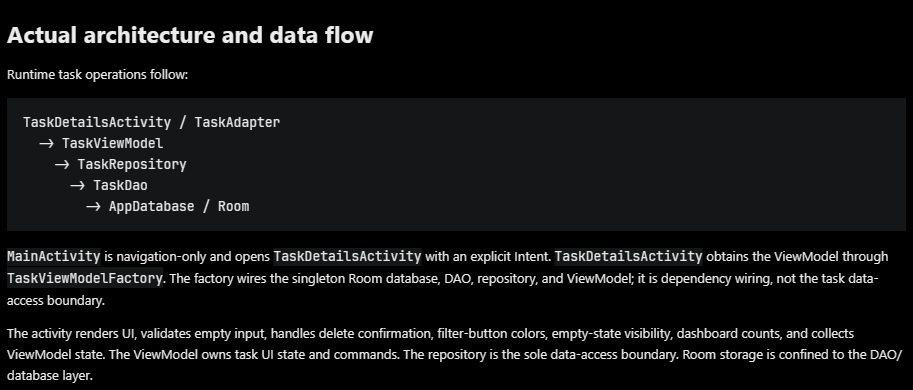 Actual architecture and data flow
Runtime task operations follow:
TaskDetailsActivity / TaskAdapter
→ TaskViewModel
→ TaskRepository
→ TaskDao
→ AppDatabase / Room
MainActivity is navigation-only and opens TaskDetailsActivity with an explicit Intent. TaskDetailsActivity obtains the ViewModel through
TaskViewModelFactory. The factory wires the singleton Room database, DAO, repository, and ViewModel; it is dependency wiring, not the task data-
access boundary.
The activity renders UI, validates empty input, handles delete confirmation, filter-button colors, empty-state visibility, dashboard counts, and collects
ViewModel state. The ViewModel owns task UI state and commands. The repository is the sole data-access boundary. Room storage is confined to the DAO/
database layer.